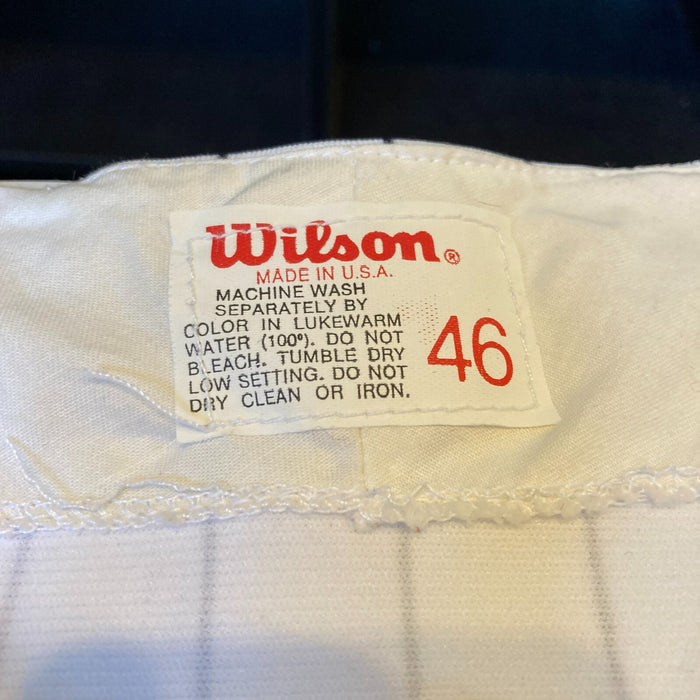 Wilson®
MADE IN U.S.A.
MACHINE WASH
SEPARATELY BY
COLOR IN LUKEWARM
WATER (100°). DO NOT
BLEACH. TUMBLE DRY
LOW SETTING. DO NOT
DRY CLEAN OR IRON.
46